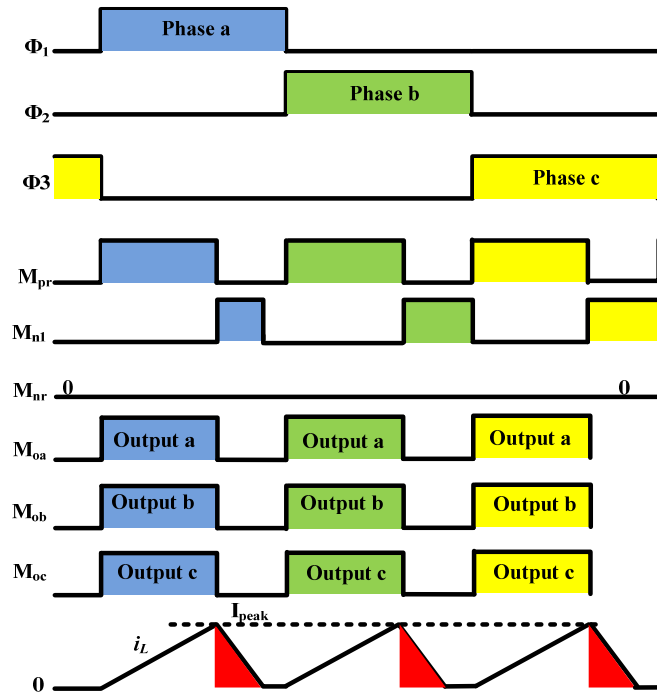 Φ1 Phase a
Φ2 Phase b
Φ3 Phase c
Mpr
Mn1
Mnr 0 0
Moa Output a Output a Output a
Mob Output b Output b Output b
Moc Output c Output c Output c
Ipeak
iL
0